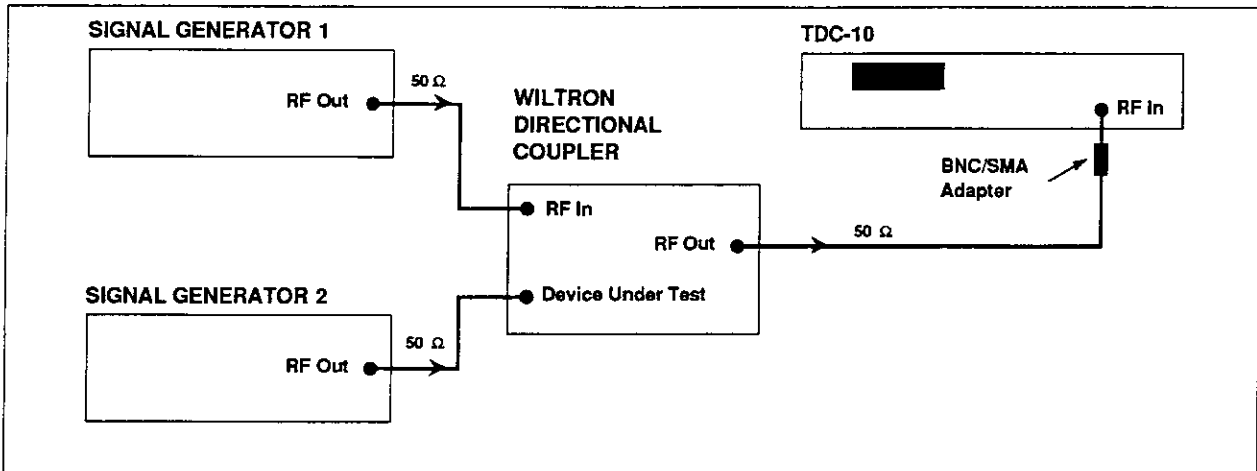 SIGNAL GENERATOR 1
RF Out
50 Ω
WILTRON
DIRECTIONAL
COUPLER
TDC-10
RF In
BNC/SMA
Adapter
RF In
RF Out
50 Ω
Device Under Test
SIGNAL GENERATOR 2
RF Out
50 Ω